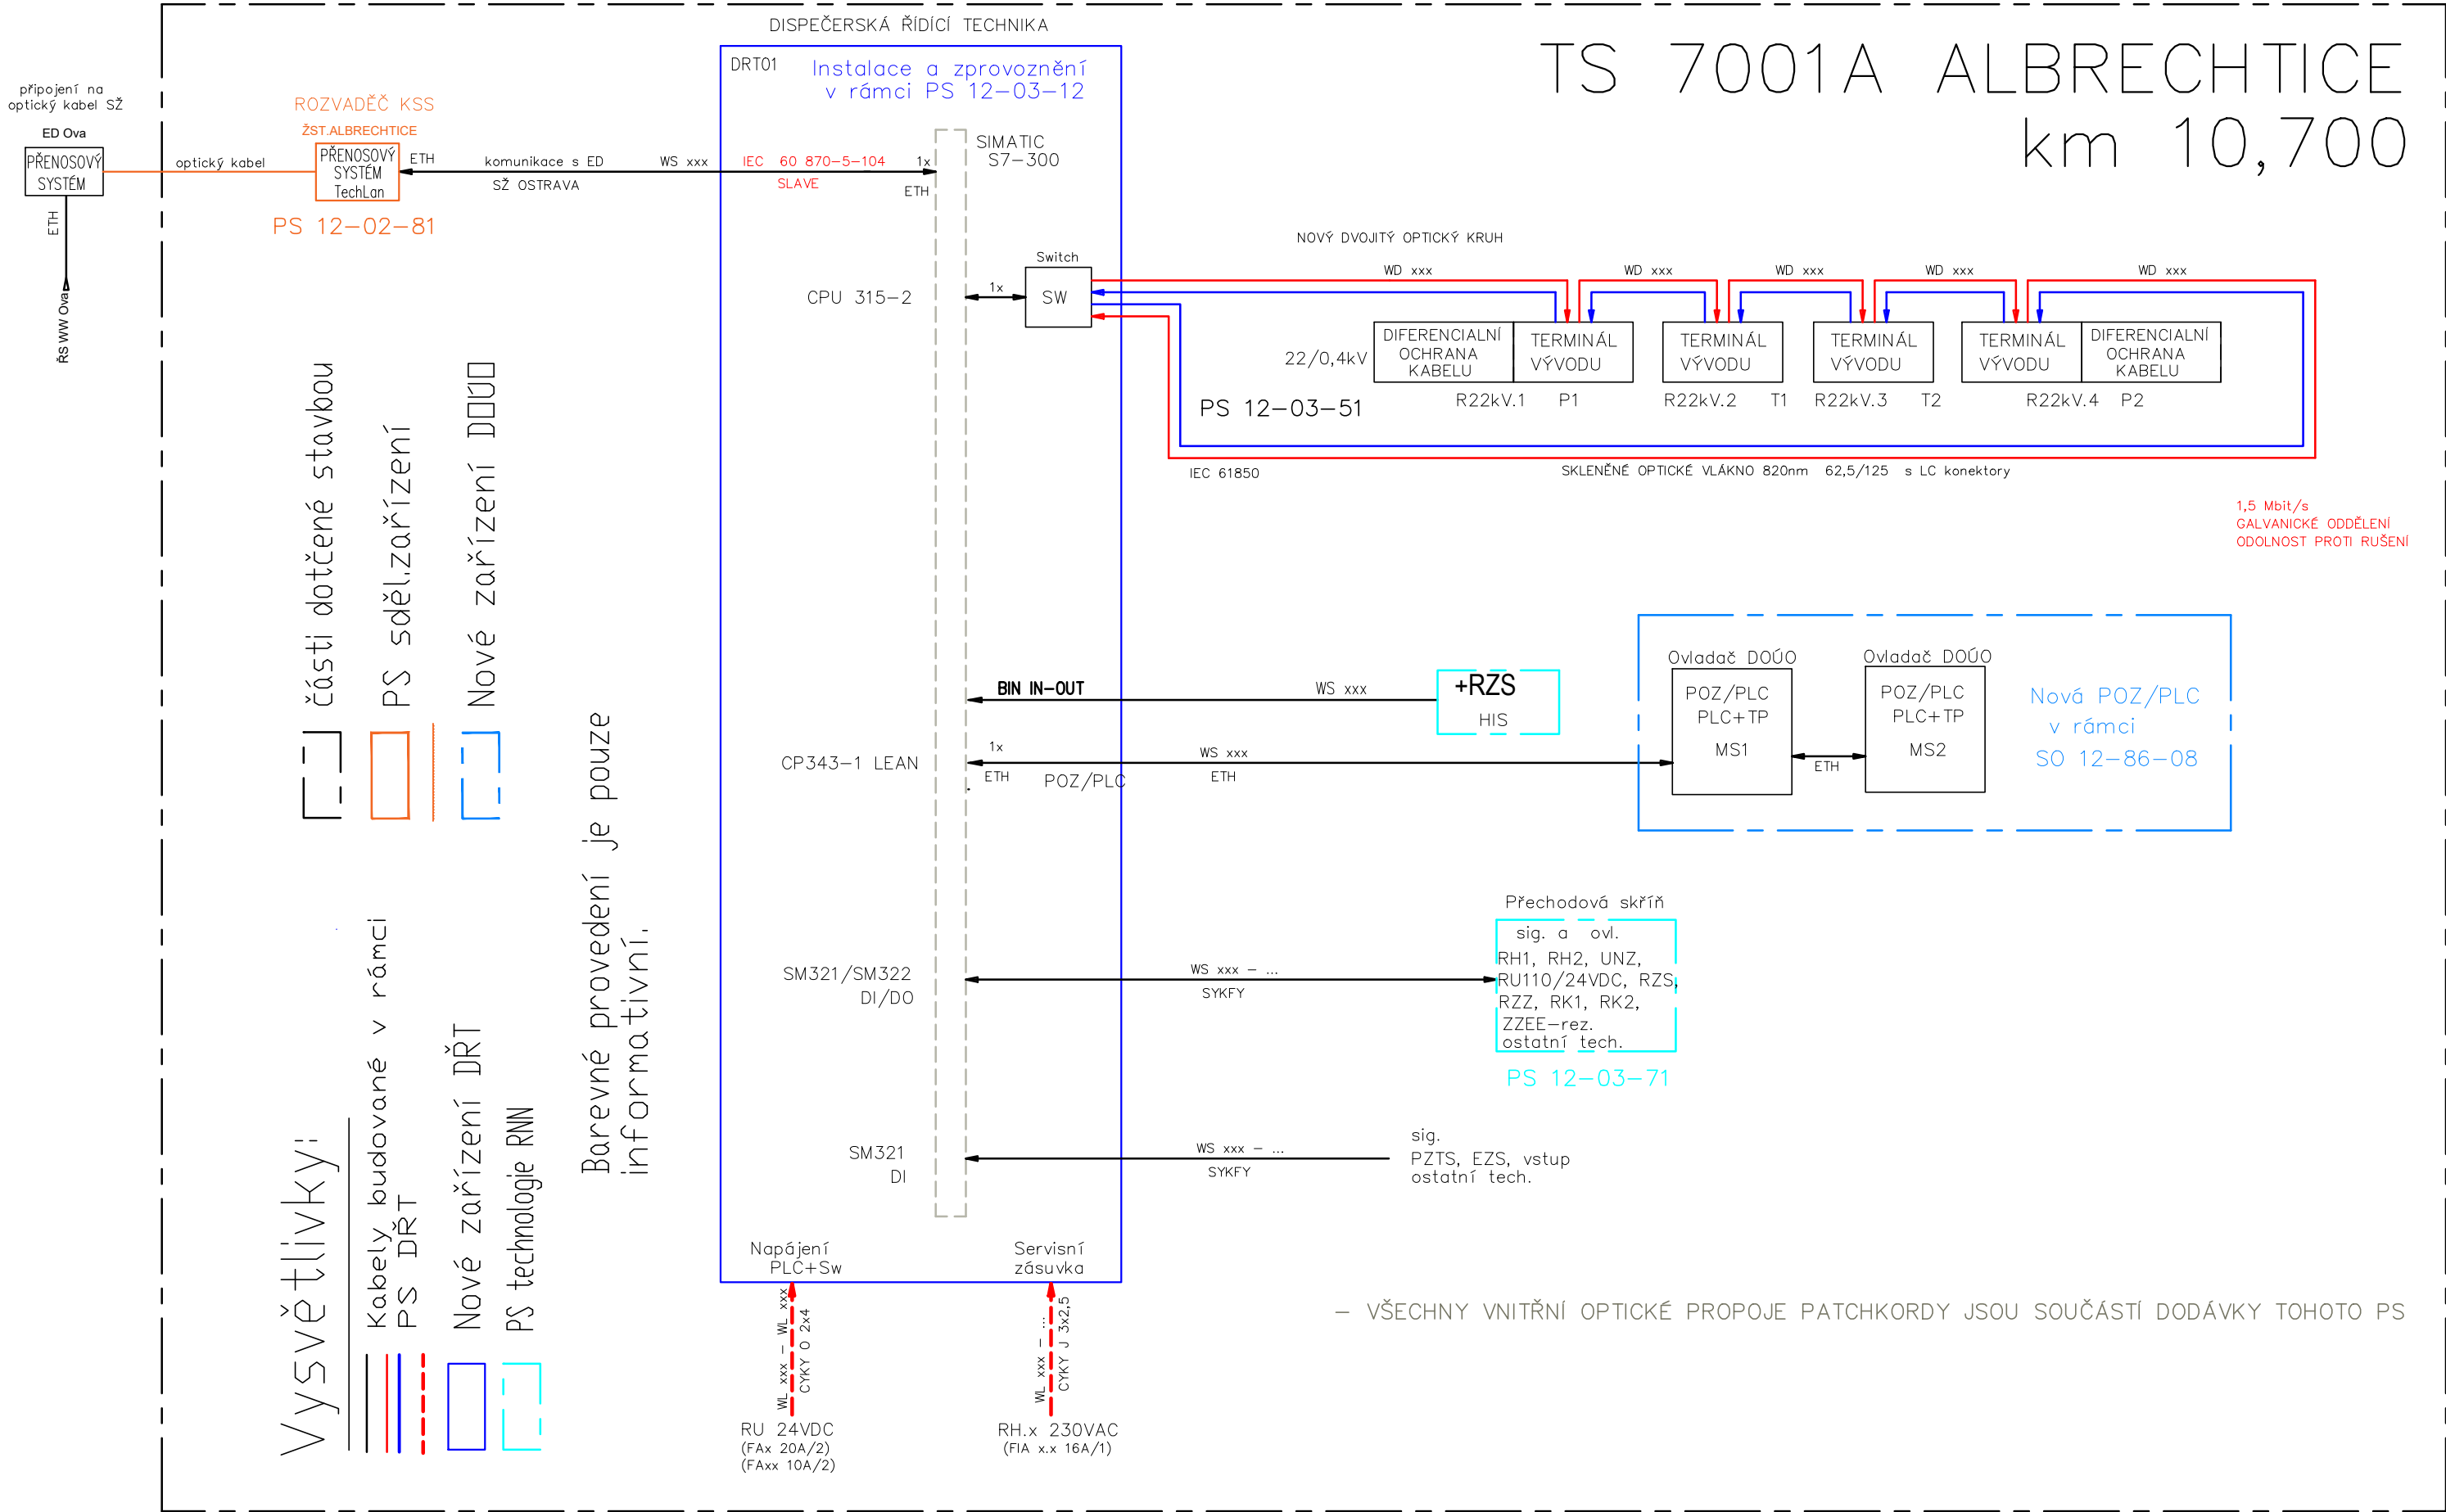 DISPEČERSKÁ ŘÍDÍCÍ TECHNIKA
TS 7001A ALBRECHTICE
km 10,700
připojení na
optický kabel SŽ
ED Ova
PŘENOSOVÝ
SYSTÉM
ETH
ŘS WW Ova
optický kabel
ROZVADĚČ KSS
ŽST.ALBRECHTICE
PŘENOSOVÝ
SYSTÉM
TechLan
PS 12-02-81
ETH
komunikace s ED
SŽ OSTRAVA
WS xxx
DRT01
Instalace a zprovoznění
v rámci PS 12-03-12
IEC 60 870-5-104
SLAVE
1x
ETH
SIMATIC
S7-300
CPU 315-2
1x
Switch
SW
NOVÝ DVOJITÝ OPTICKÝ KRUH
WD xxx
WD xxx
WD xxx
WD xxx
WD xxx
22/0,4kV
DIFERENCIALNÍ
OCHRANA
KABELU
TERMINÁL
VÝVODU
TERMINÁL
VÝVODU
TERMINÁL
VÝVODU
TERMINÁL
VÝVODU
DIFERENCIALNÍ
OCHRANA
KABELU
PS 12-03-51
R22kV.1 P1
R22kV.2 T1
R22kV.3 T2
R22kV.4 P2
IEC 61850
SKLENĚNÉ OPTICKÉ VLÁKNO 820nm 62,5/125 s LC konektory
1,5 Mbit/s
GALVANICKÉ ODDĚLENÍ
ODOLNOST PROTI RUŠENÍ
BIN IN-OUT
WS xxx
+RZS
HIS
CP343-1 LEAN
1x
ETH
POZ/PLC
WS xxx
ETH
Ovladač DOÚO
POZ/PLC
PLC+TP
MS1
ETH
Ovladač DOÚO
POZ/PLC
PLC+TP
MS2
Nová POZ/PLC
v rámci
SO 12-86-08
SM321/SM322
DI/DO
WS xxx - ...
SYKFY
Přechodová skříň
sig. a ovl.
RH1, RH2, UNZ,
RU110/24VDC, RZS,
RZZ, RK1, RK2,
ZZEE-rez.
ostatní tech.
PS 12-03-71
SM321
DI
WS xxx - ...
SYKFY
sig.
PZTS, EZS, vstup
ostatní tech.
Napájení
PLC+Sw
Servisní
zásuvka
WL xxx - WL xxx
CYKY O 2x4
WL xxx - ...
CYKY J 3x2,5
RU 24VDC
(FAx 20A/2)
(FAxx 10A/2)
RH.x 230VAC
(FIA x.x 16A/1)
- VŠECHNY VNITŘNÍ OPTICKÉ PROPOJE PATCHKORDY JSOU SOUČÁSTÍ DODÁVKY TOHOTO PS
Vysvětlivky:
Kabely budované v rámci
PS DŘT
Nové zařízení DŘT
PS technologie RNN
části dotčené stavbou
PS sděl.zařízení
Nové zařízení DOÚO
Barevné provedení je pouze
informativní.